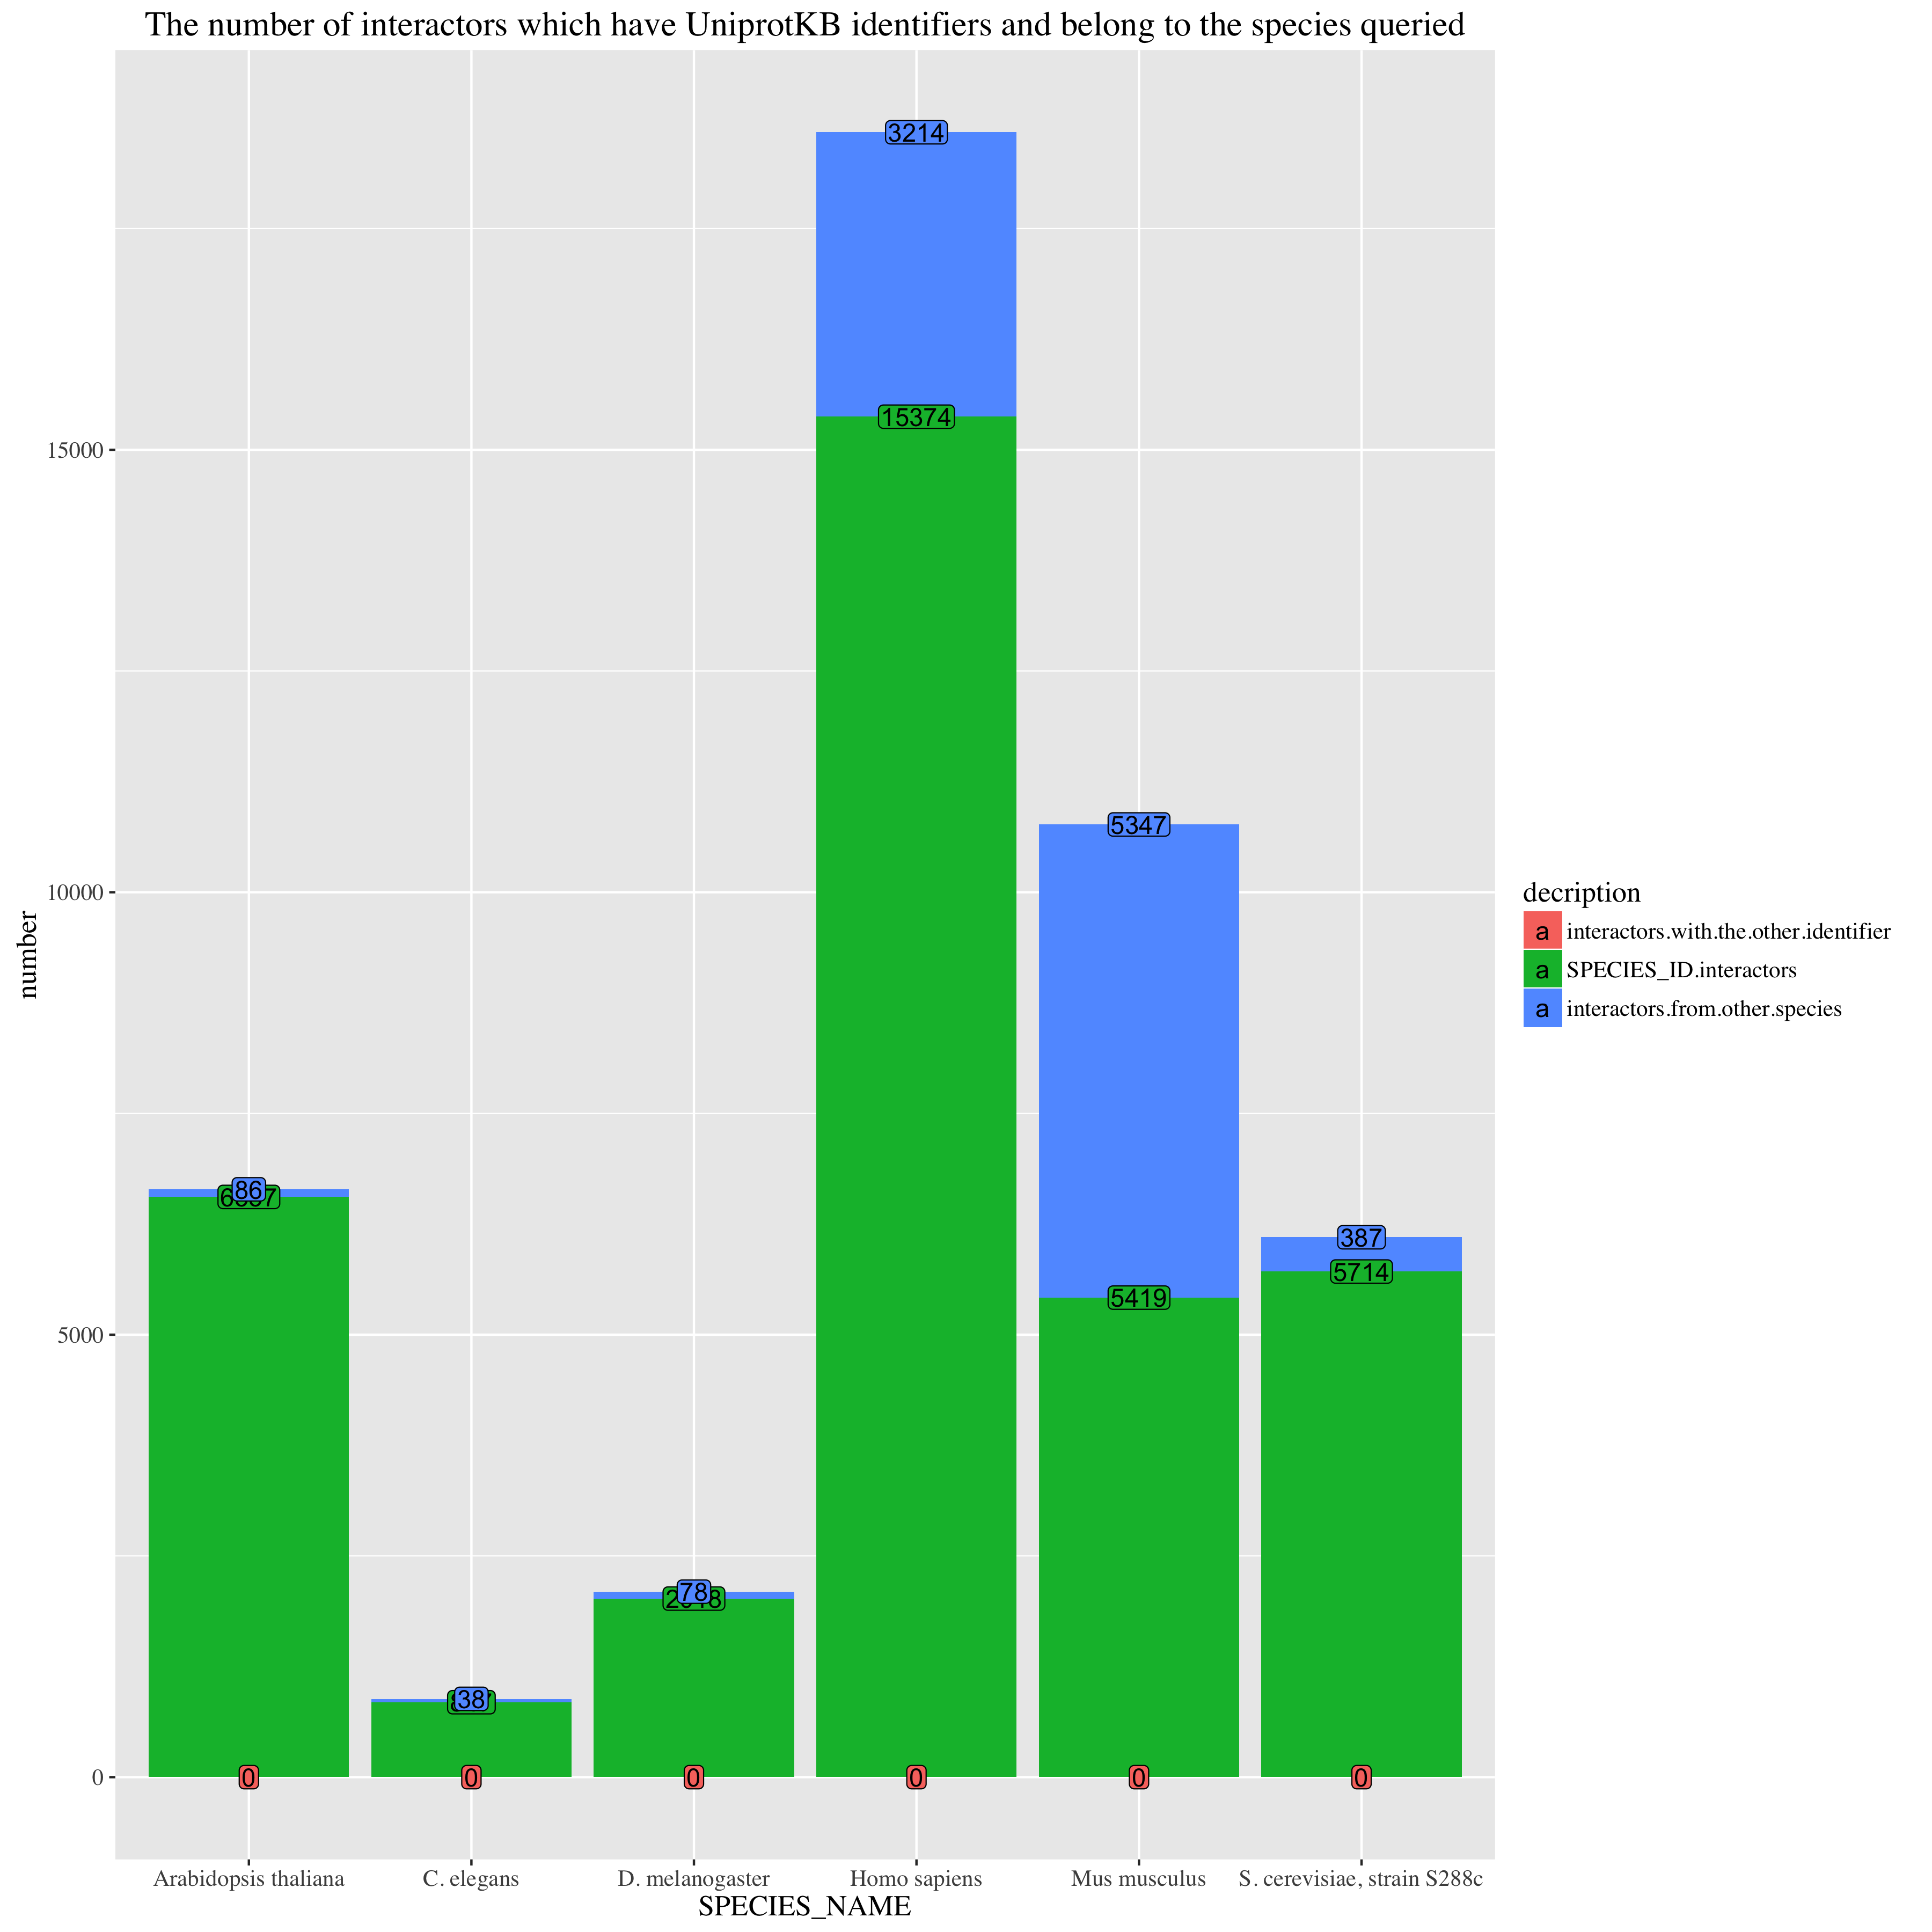 The number of interactors which have UniprotKB identifiers and belong to the species queried
3214
15000
15374
10000
5347
number
decription
a interactors.with.the.other.identifier
a SPECIES_ID.interactors
a interactors.from.other.species
86
387
5714
5419
5000
78
38
0
0
0
0
0
0
0
Arabidopsis thaliana
C. elegans
D. melanogaster
Homo sapiens
Mus musculus
S. cerevisiae, strain S288c
SPECIES_NAME